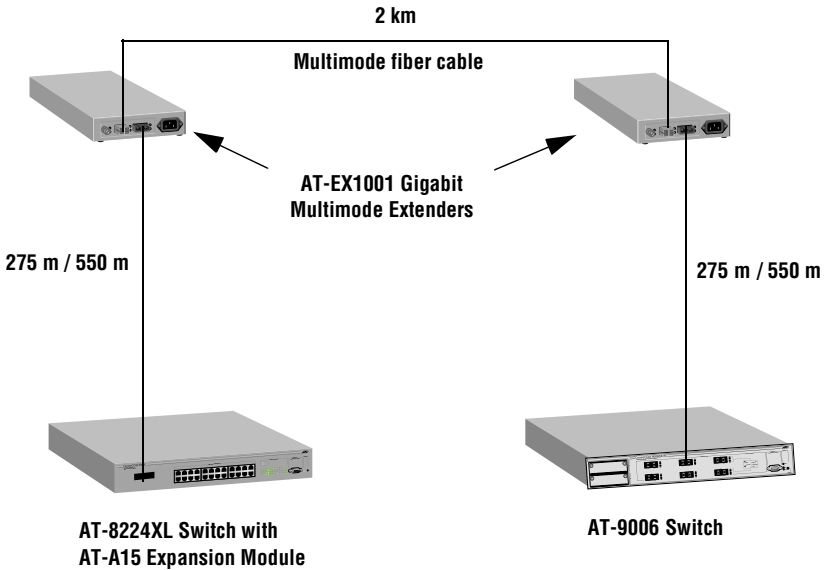 2 km
Multimode fiber cable
AT-EX1001 Gigabit
Multimode Extenders
275 m / 550 m
275 m / 550 m
AT-8224XL Switch with
AT-A15 Expansion Module
AT-9006 Switch